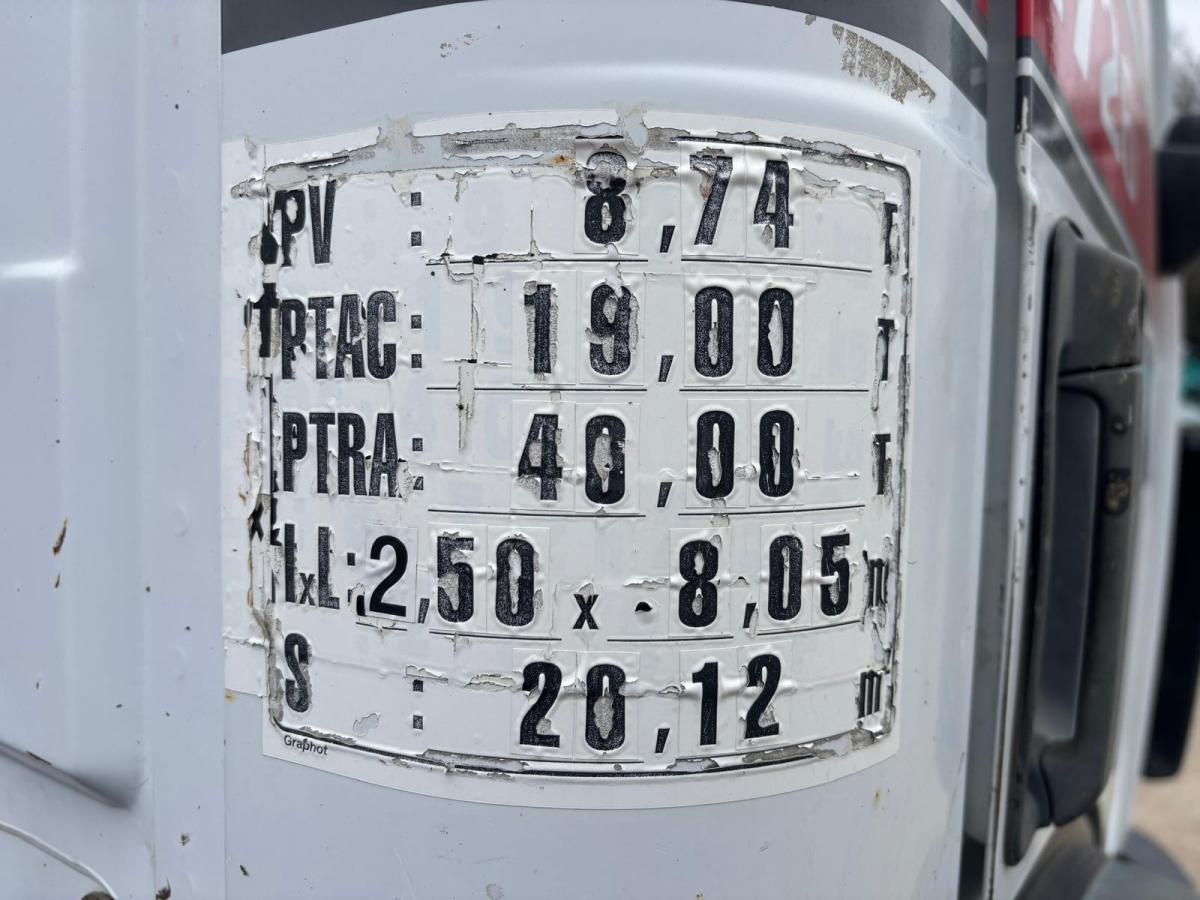 PV : 8,74 T
PTAC : 19,00 T
PTRA : 40,00 T
lxL : 2,50 x 8,05 m
S : 20,12 m
Graphot